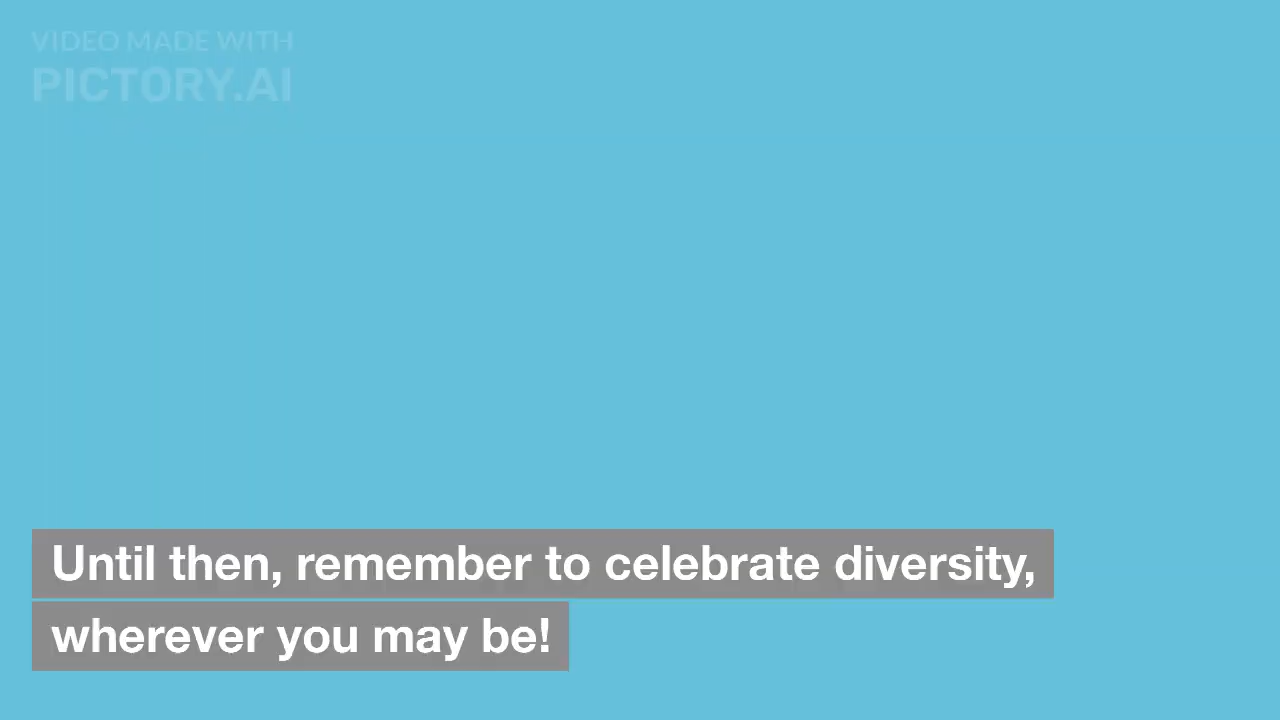 VIDEO MADE WITH
PICTORY.AI
Until then, remember to celebrate diversity,
wherever you may be!